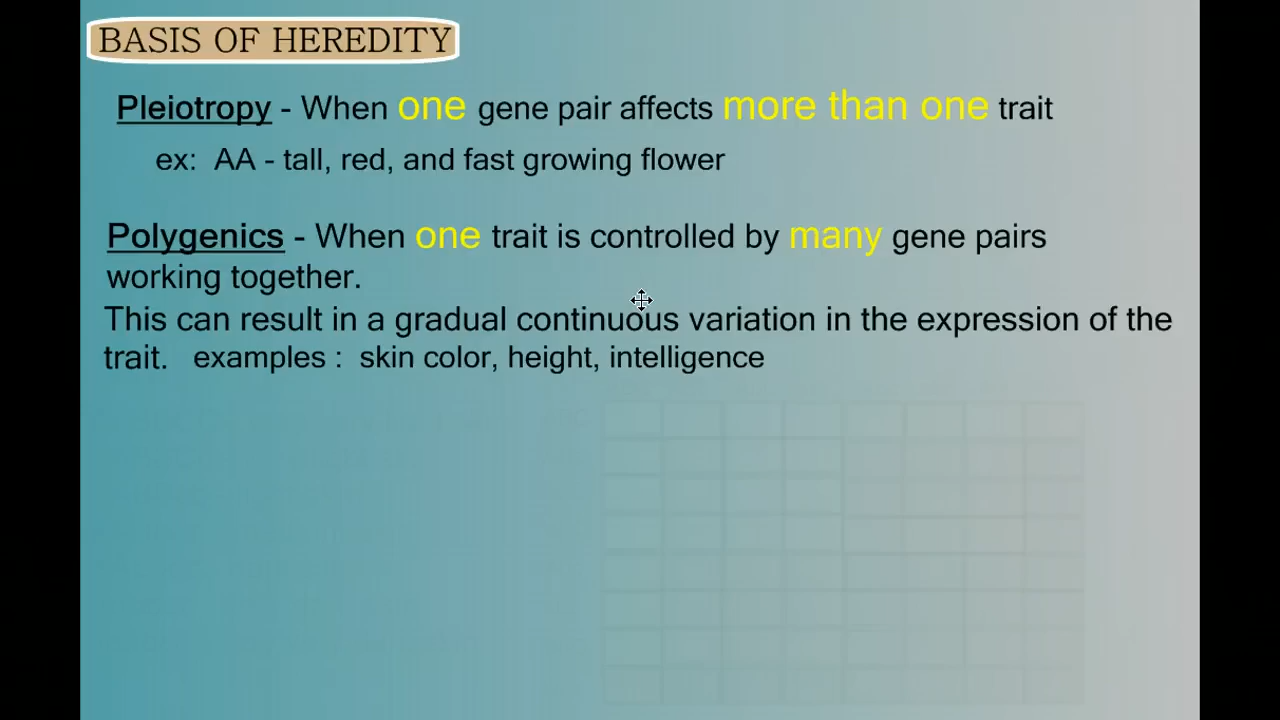 BASIS OF HEREDITY
Pleiotropy - When one gene pair affects more than one trait
ex: AA - tall, red, and fast growing flower
Polygenics - When one trait is controlled by many gene pairs
working together.
This can result in a gradual continuous variation in the expression of the
trait. examples : skin color, height, intelligence